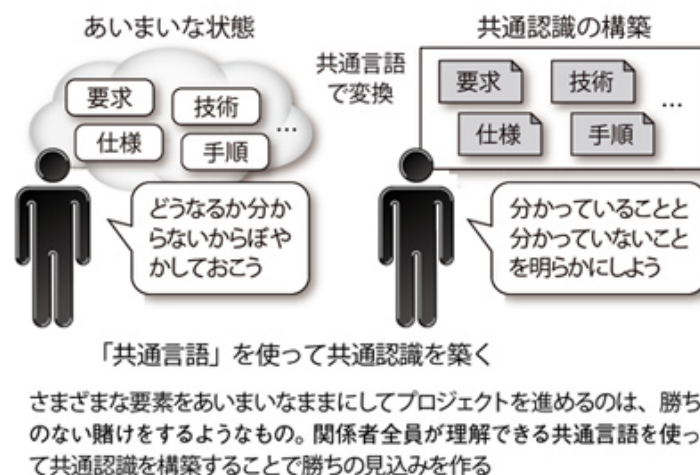 あいまいな状態
要求
技術
仕様
手順
…
どうなるか分か
らないからぼや
かしておこう
共通認識の構築
共通言語
で変換
要求
技術
…
仕様
手順
分かっていることと
分かっていないこと
を明らかにしよう
「共通言語」を使って共通認識を築く
さまざまな要素をあいまいなままにしてプロジェクトを進めるのは、勝ち
のない賭けをするようなもの。関係者全員が理解できる共通言語を使っ
て共通認識を構築することで勝ちの見込みを作る